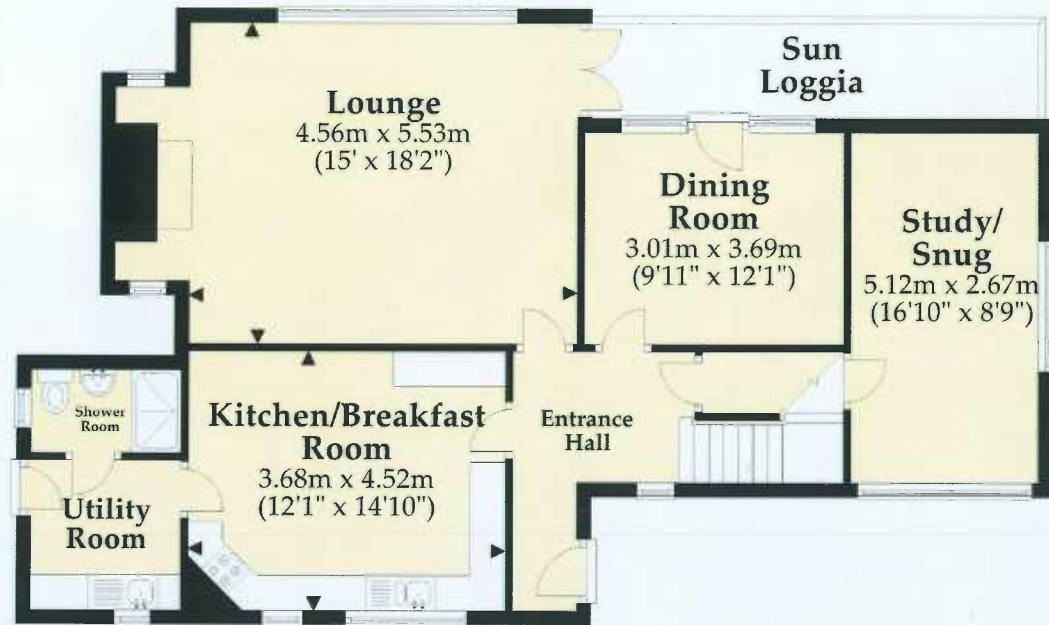 Lounge
4.56m x 5.53m
(15' x 18'2")
Sun
Loggia
Dining
Room
3.01m x 3.69m
(9'11" x 12'1")
Study/
Snug
5.12m x 2.67m
(16'10" x 8'9")
Shower
Room
Kitchen/Breakfast
Room
3.68m x 4.52m
(12'1" x 14'10")
Entrance
Hall
Utility
Room